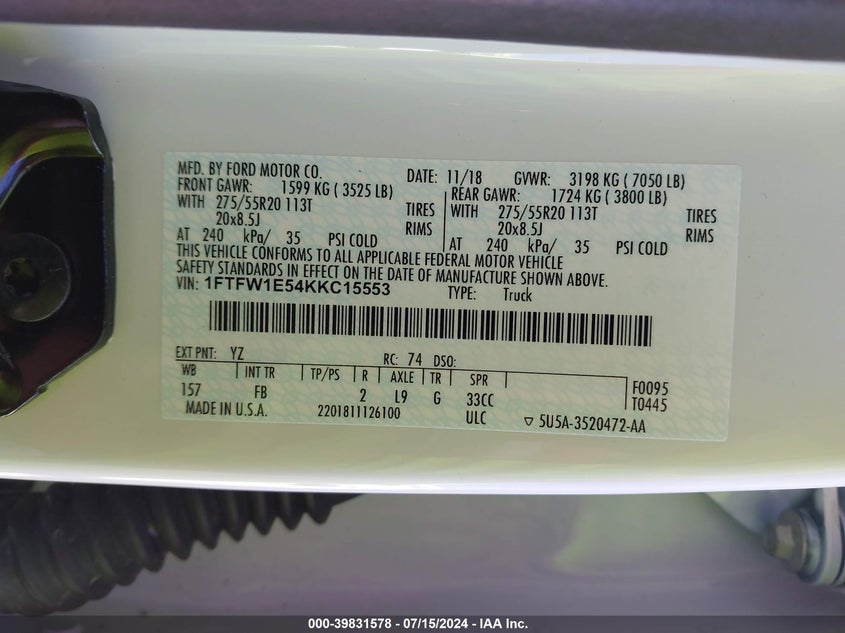 MFD. BY FORD MOTOR CO. DATE: 11/18 GVWR: 3198 KG ( 7050 LB)
FRONT GAWR: 1599 KG ( 3525 LB) REAR GAWR: 1724 KG ( 3800 LB)
WITH 275/55R20 113T TIRES WITH 275/55R20 113T TIRES
20x8.5J RIMS 20x8.5J RIMS
AT 240 kPa/ 35 PSI COLD AT 240 kPa/ 35 PSI COLD
THIS VEHICLE CONFORMS TO ALL APPLICABLE FEDERAL MOTOR VEHICLE
SAFETY STANDARDS IN EFFECT ON THE DATE OF MANUFACTURE SHOWN ABOVE.
VIN: 1FTFW1E54KKC15553 TYPE: Truck
EXT PNT: YZ RC: 74 DSO:
WB INT TR TP/PS R AXLE TR SPR F0095
157 FB 2 L9 G 33CC T0445
MADE IN U.S.A. 2201811126100 ULC ▽ 5U5A-3520472-AA
000-39831578 - 07/15/2024 - IAA Inc.